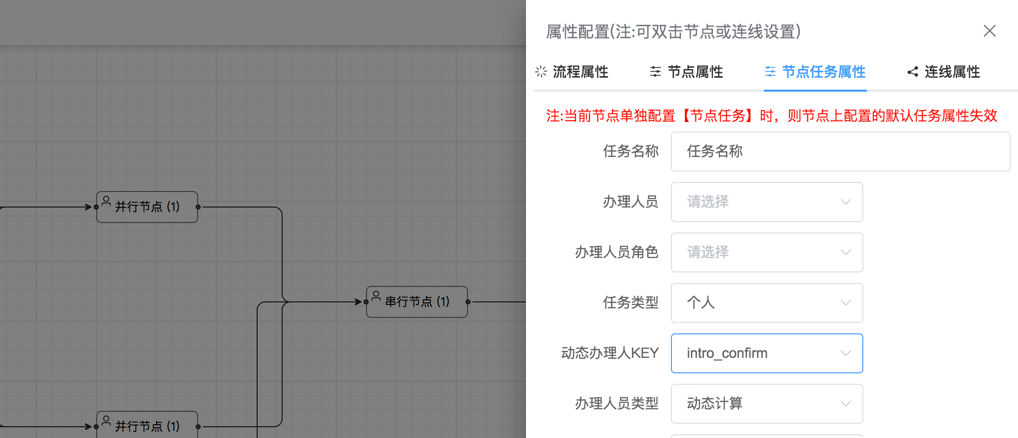 属性配置(注:可双击节点或连线设置)
流程属性 节点属性 节点任务属性 连线属性
注:当前节点单独配置【节点任务】时，则节点上配置的默认任务属性失效
任务名称 任务名称
办理人员 请选择
办理人员角色 请选择
任务类型 个人
动态办理人KEY intro_confirm
办理人员类型 动态计算
并行节点 (1)
串行节点 (1)
并行节点 (1)